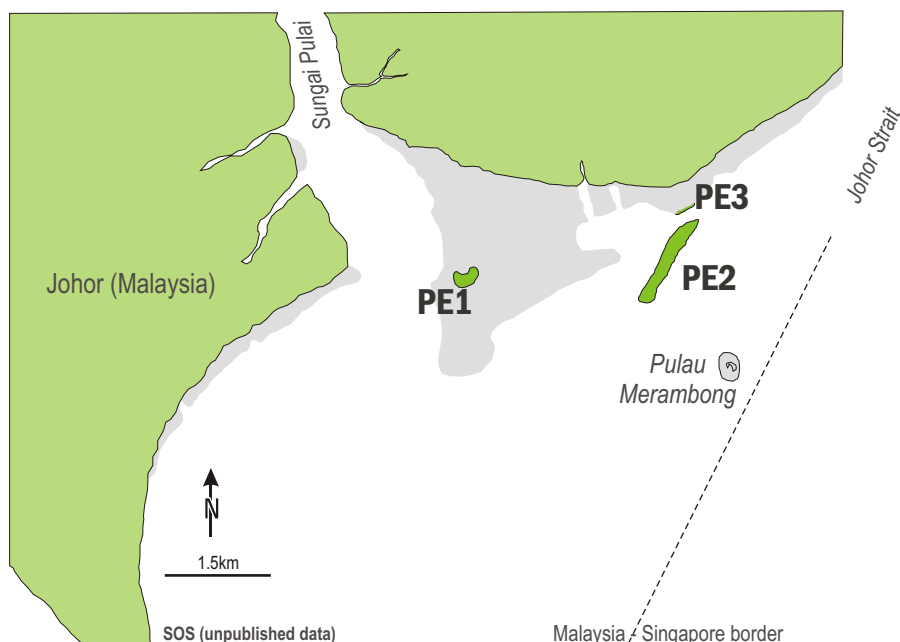 Sungai Pulai
Johor Strait
PE3
Johor (Malaysia)
PE2
PE1
Pulau
Merambong
N
1.5km
SOS (unpublished data)
Malaysia - Singapore border